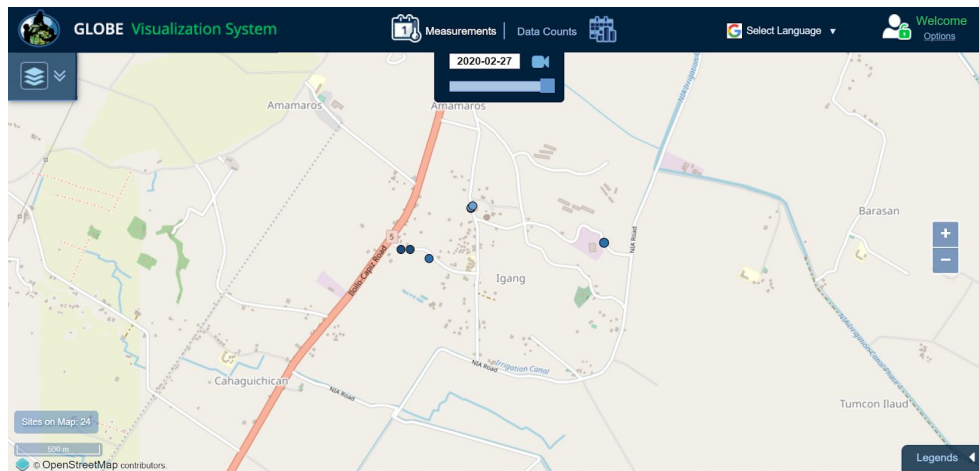 GLOBE Visualization System
1
Measurements
Data Counts
G Select Language ▼
Welcome
Options
2020-02-27
Amamaros
Amamaros
NIA Road
Barasan
5
Iloilo Capiz Road
NIA Road
+
−
Igang
Irrigation Canal
NIA Road
Cahaguichican
NIA Road
Tumcon Ilaud
Sites on Map: 24
500 m
© OpenStreetMap contributors.
Legends